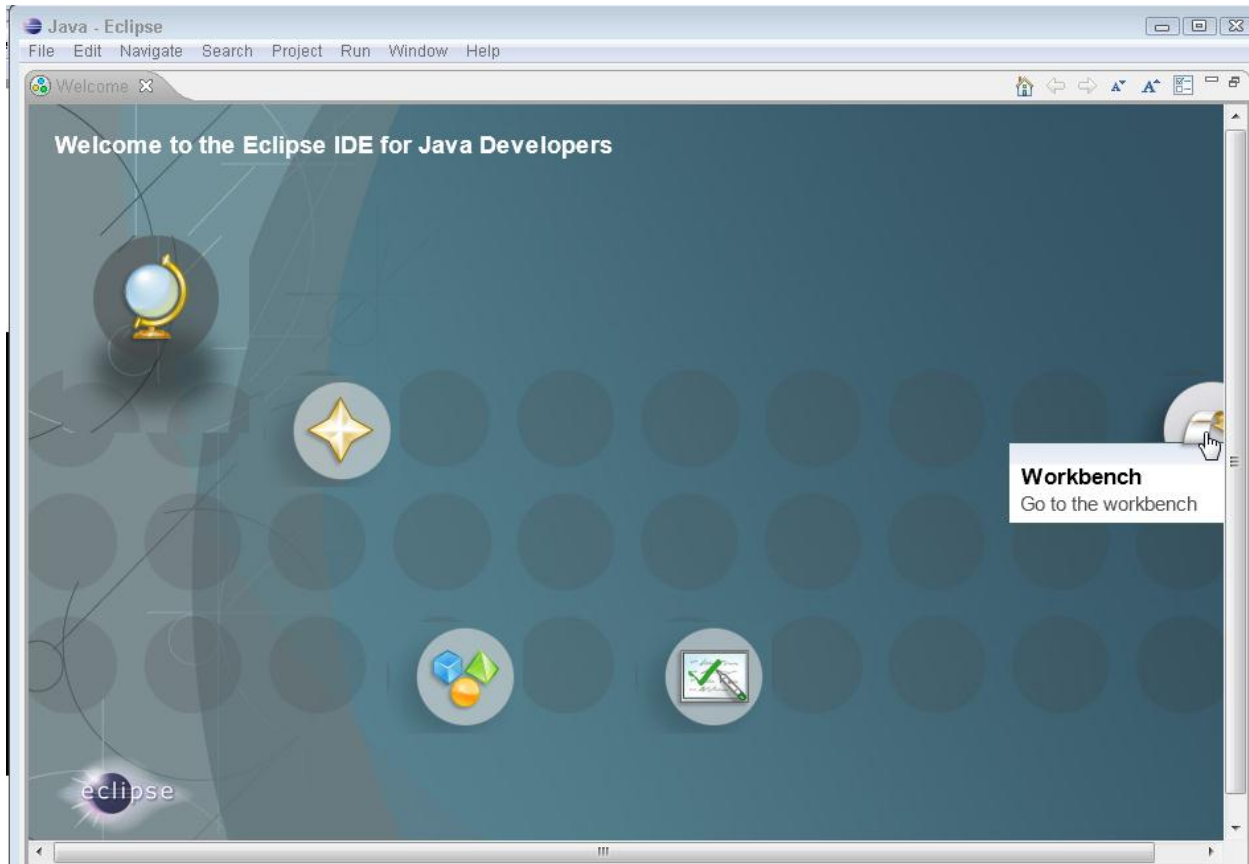 Java - Eclipse
File Edit Navigate Search Project Run Window Help
Welcome
Welcome to the Eclipse IDE for Java Developers
Workbench
Go to the workbench
eclipse